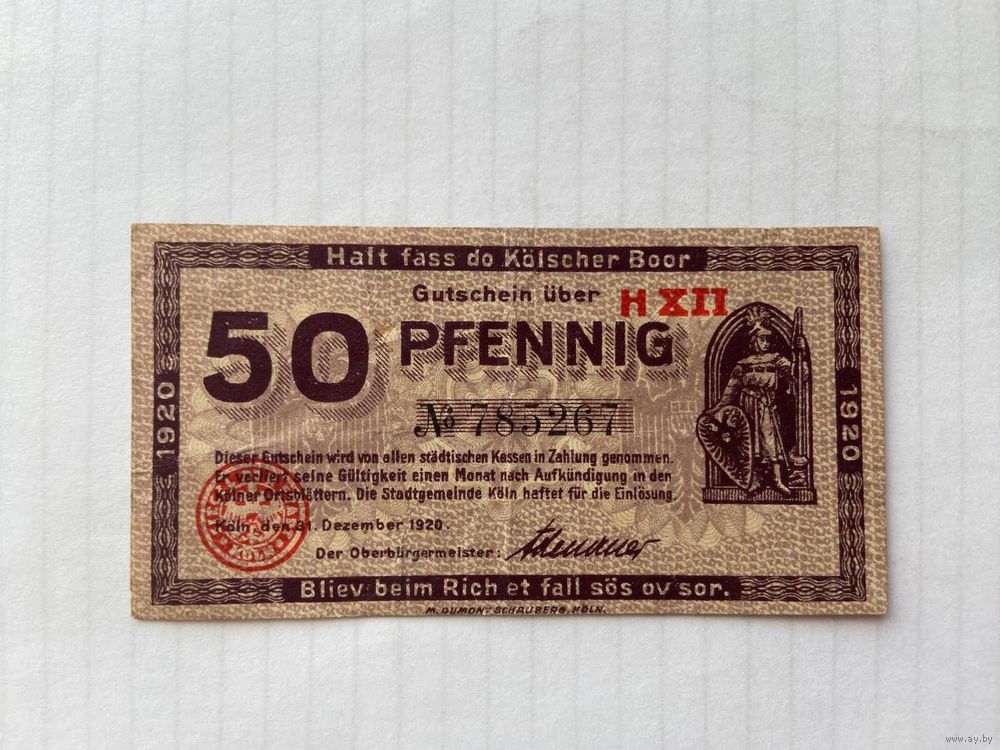 Halt fass do Kölscher Boor
Gutschein über
H XII
50 PFENNIG
№ 785267
1920
1920
Dieser Gutschein wird von allen städtischen Kassen in Zahlung genommen.
Er verliert seine Gültigkeit einen Monat nach Aufkündigung in den
Kölner Ortsblättern. Die Stadtgemeinde Köln haftet für die Einlösung.
Köln, den 31. Dezember 1920.
Der Oberbürgermeister:
Bliev beim Rich et fall sös ov sor.
M. DUMONT SCHAUBERG, KÖLN.
www.ay.by